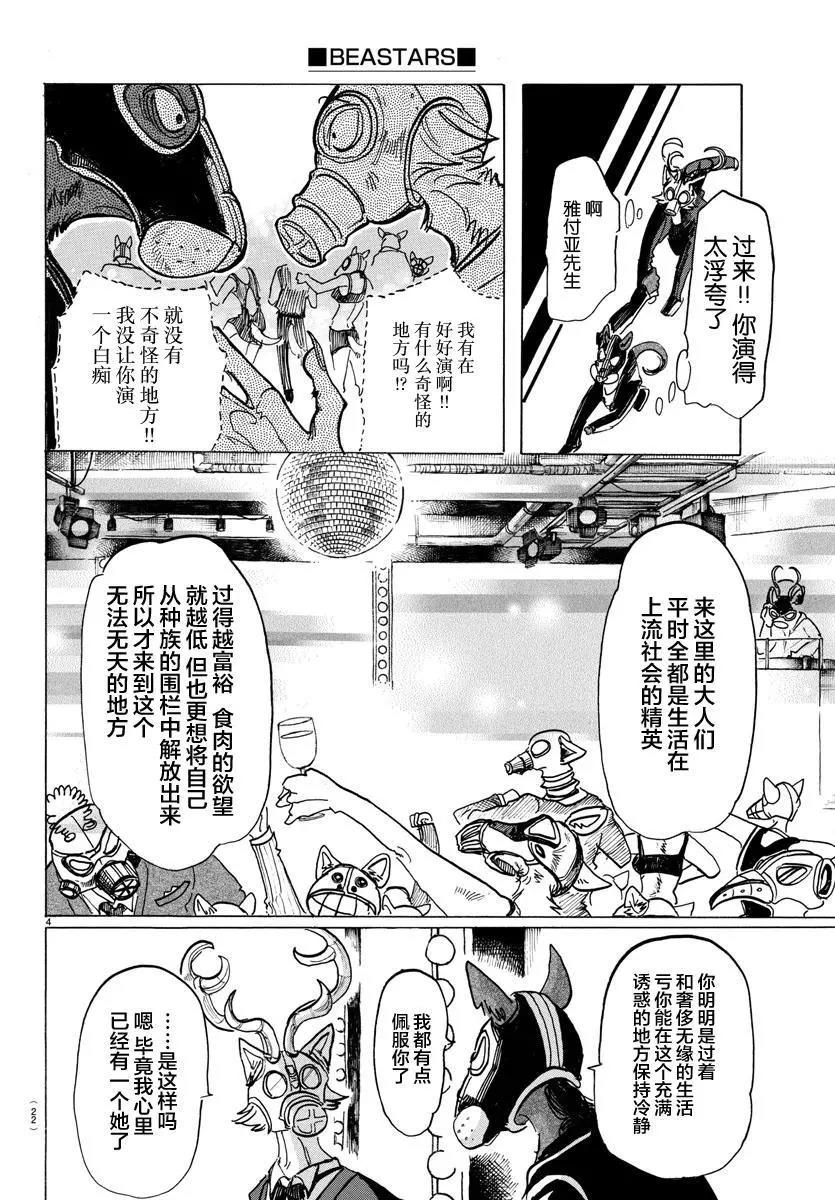 ■BEASTARS■
过来!! 你演得
太浮夸了
啊
雅付亚先生
我有在
好好演啊!!
有什么奇怪的
地方吗!?
就没有
不奇怪的地方!!
我没让你演
一个白痴
来这里的大人们
平时全都是生活在
上流社会的精英
过得越富裕 食肉的欲望
就越低 但也更想将自己
从种族的围栏中解放出来
所以才来到这个
无法无天的地方
4
你明明是过着
和奢侈无缘的生活
亏你能在这个充满
诱惑的地方保持冷静
我都有点
佩服你了
……是这样吗
嗯 毕竟我心里
已经有一个她了
(22)